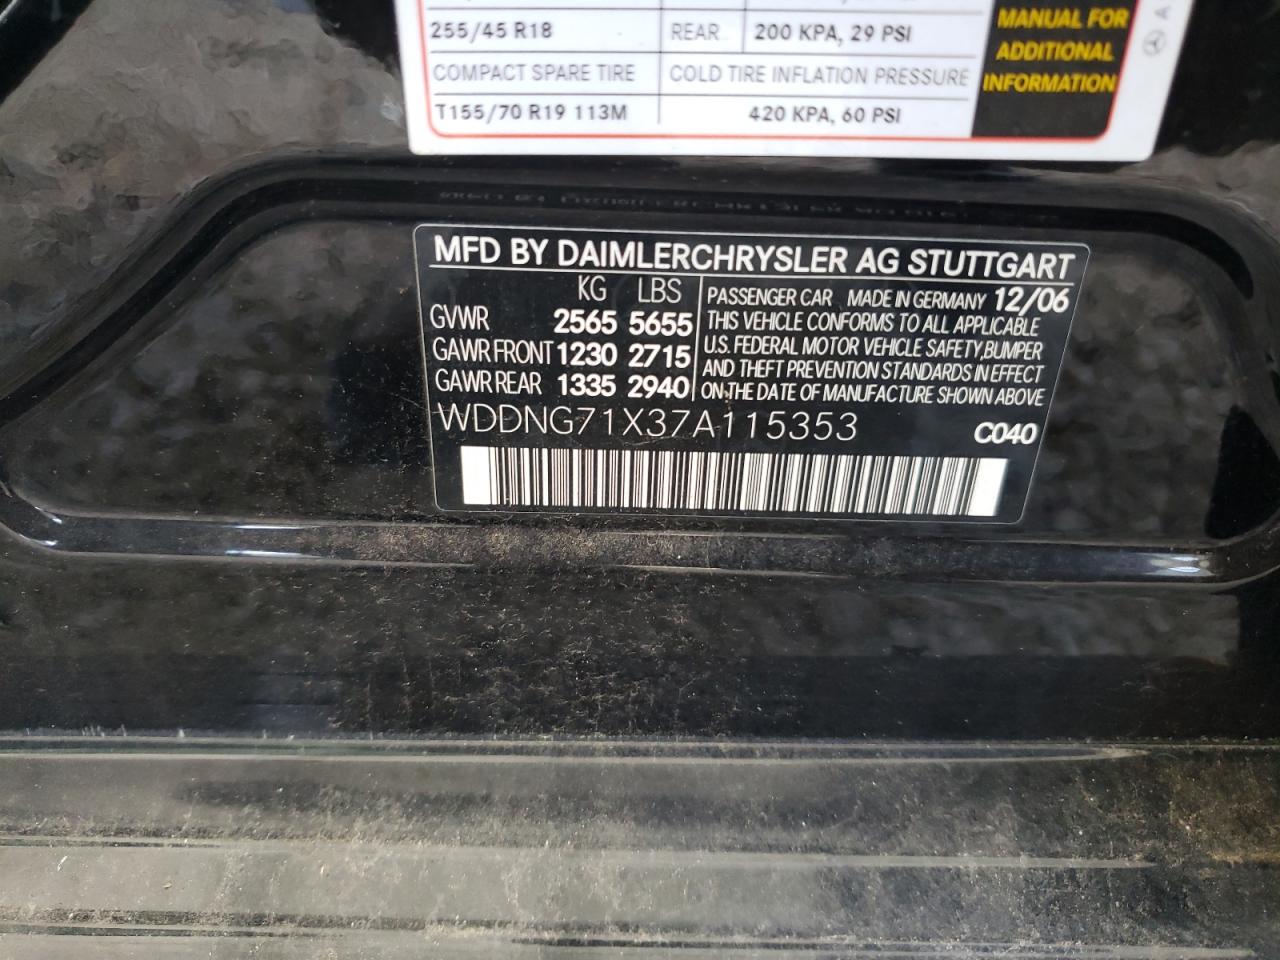 255/45 R18 REAR 200 KPA, 29 PSI
COMPACT SPARE TIRE COLD TIRE INFLATION PRESSURE
T155/70 R19 113M 420 KPA, 60 PSI
MANUAL FOR
ADDITIONAL
INFORMATION
A
MFD BY DAIMLERCHRYSLER AG STUTTGART
KG LBS
GVWR 2565 5655
GAWR FRONT 1230 2715
GAWR REAR 1335 2940
PASSENGER CAR MADE IN GERMANY 12/06
THIS VEHICLE CONFORMS TO ALL APPLICABLE
U.S. FEDERAL MOTOR VEHICLE SAFETY,BUMPER
AND THEFT PREVENTION STANDARDS IN EFFECT
ON THE DATE OF MANUFACTURE SHOWN ABOVE
WDDNG71X37A115353
C040